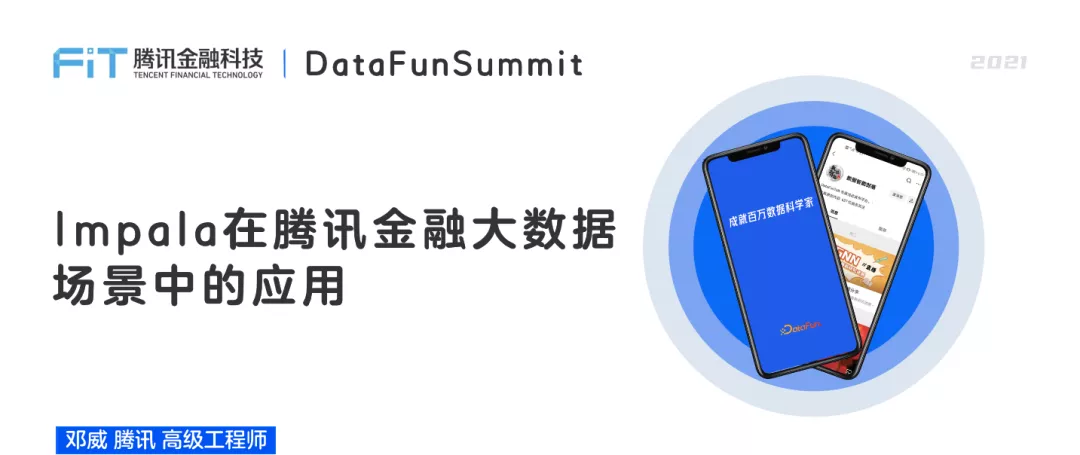 FiT 腾讯金融科技 | DataFunSummit
TENCENT FINANCIAL TECHNOLOGY
2021
Impala在腾讯金融大数据
场景中的应用
邓威 腾讯 高级工程师
成就百万数据科学家
DataFun